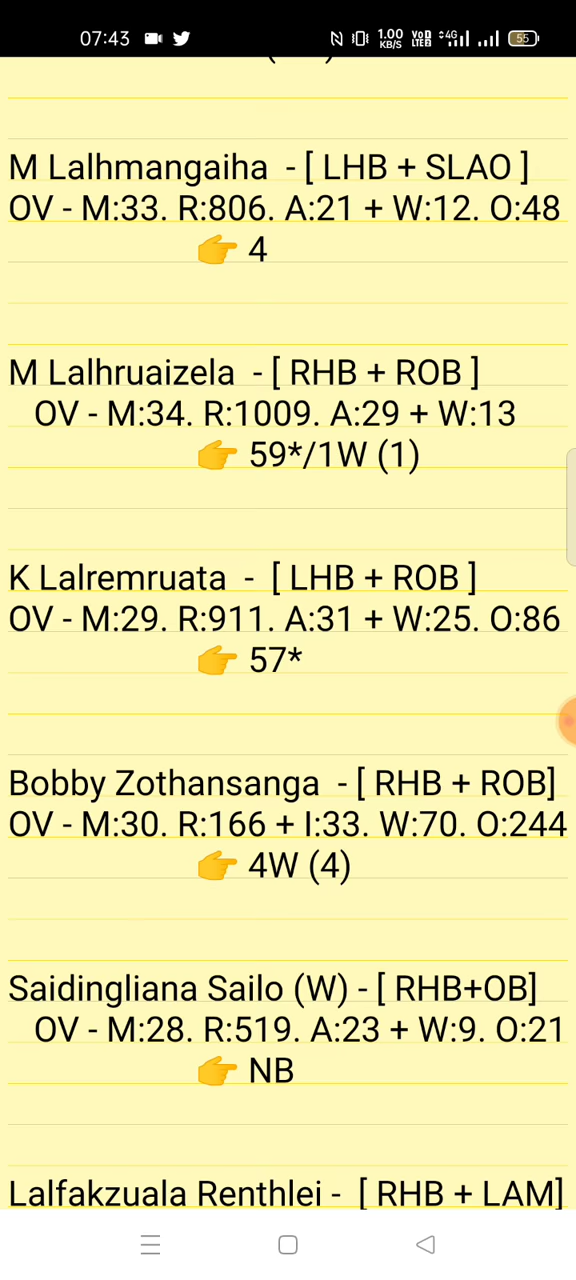 07:43 1.00 KB/S VoD LTE2 4G 55
M Lalhmangaiha - [ LHB + SLAO ]
OV - M:33. R:806. A:21 + W:12. O:48
👉 4
M Lalhruaizela - [ RHB + ROB ]
OV - M:34. R:1009. A:29 + W:13
👉 59*/1W (1)
K Lalremruata - [ LHB + ROB ]
OV - M:29. R:911. A:31 + W:25. O:86
👉 57*
Bobby Zothansanga - [ RHB + ROB]
OV - M:30. R:166 + I:33. W:70. O:244
👉 4W (4)
Saidingliana Sailo (W) - [ RHB+OB]
OV - M:28. R:519. A:23 + W:9. O:21
👉 NB
Lalfakzuala Renthlei - [ RHB + LAM]